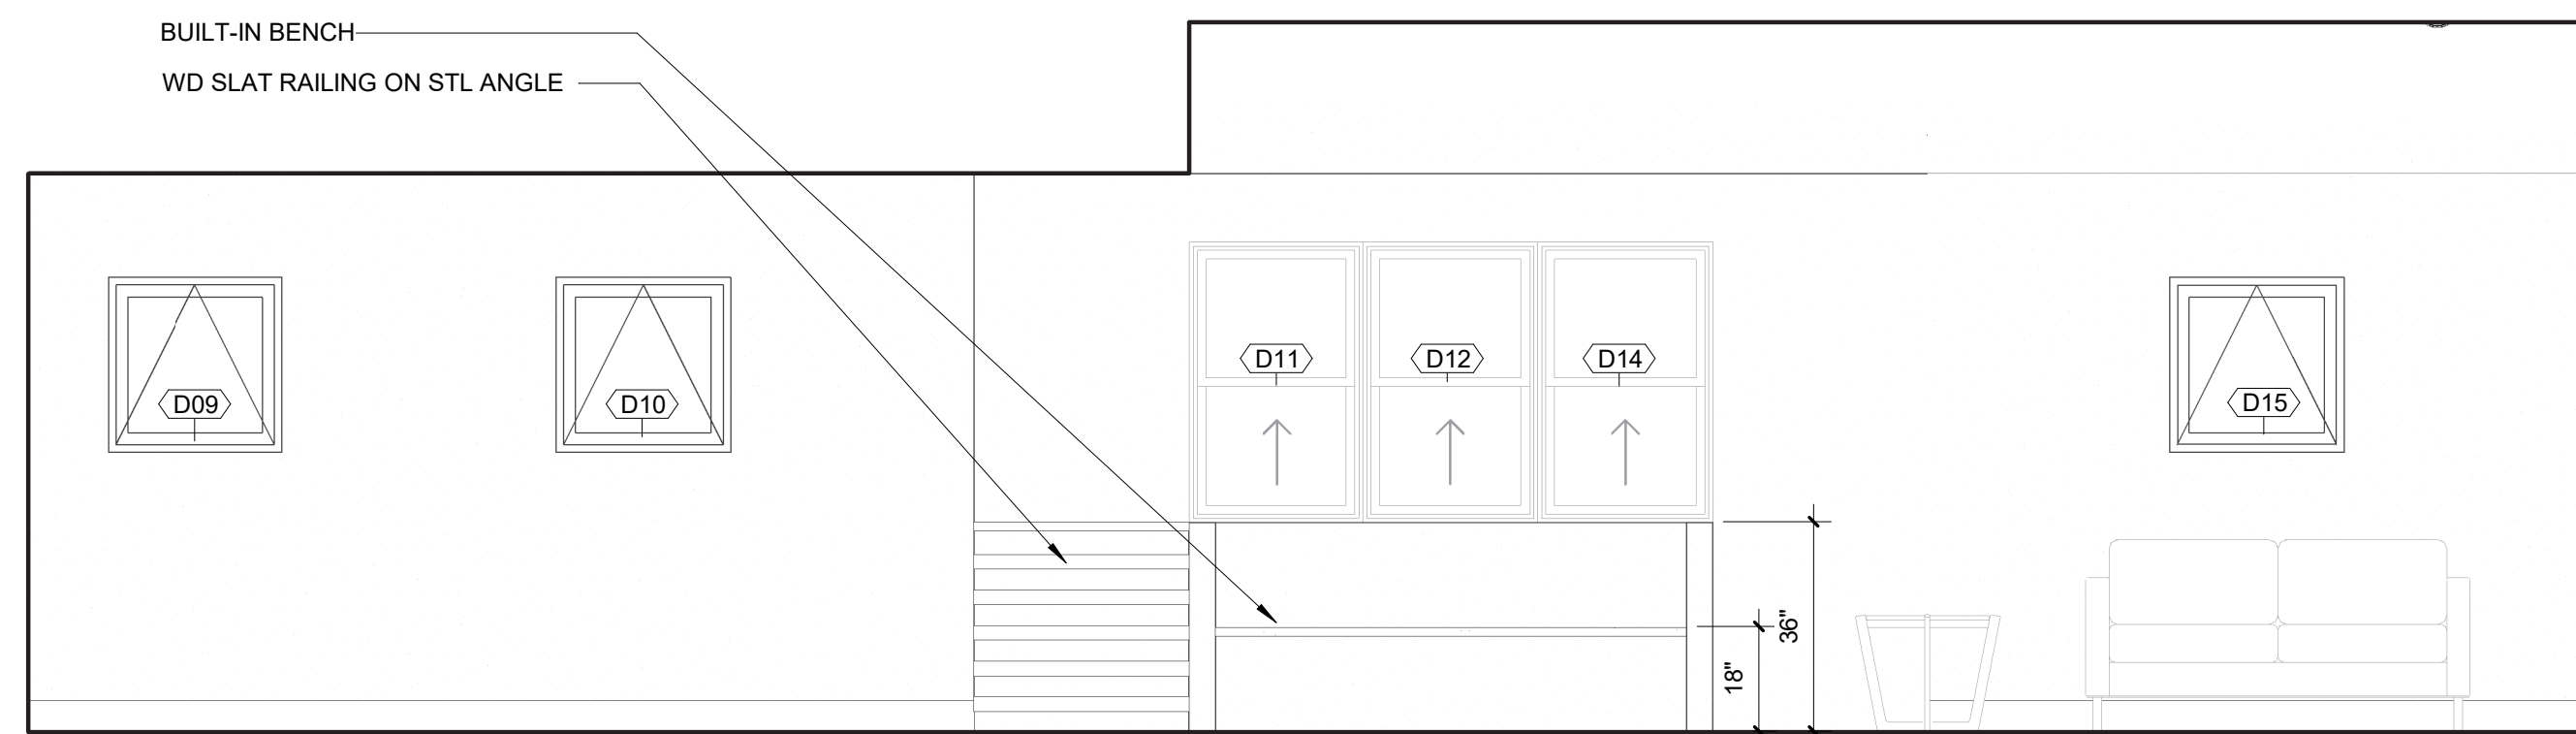 BUILT-IN BENCH
WD SLAT RAILING ON STL ANGLE
D11
D12
D14
D09
D10
D15
36"
18"